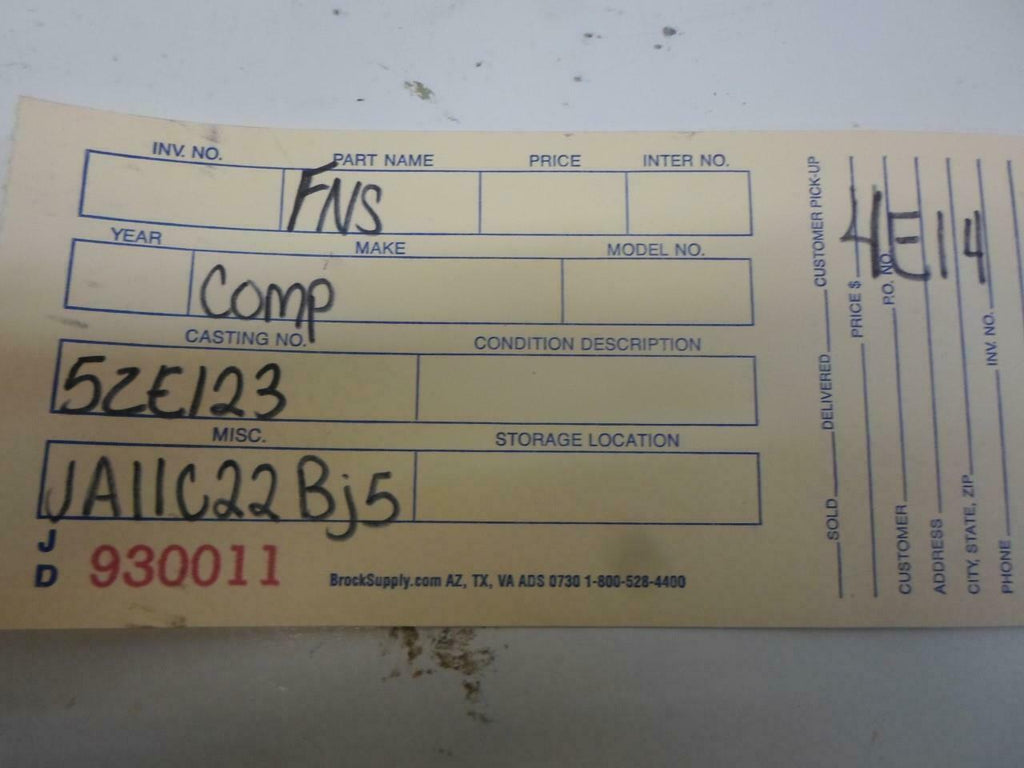 INV. NO. PART NAME PRICE INTER NO.
FNS
YEAR MAKE MODEL NO.
Comp
CASTING NO. CONDITION DESCRIPTION
5ZE123
MISC. STORAGE LOCATION
JA11C22Bj5
JD 930011 BrockSupply.com AZ, TX, VA ADS 0730 1-800-528-4400
SOLD DELIVERED CUSTOMER PICK-UP
PRICE $
CUSTOMER P.O. NO.
ADDRESS
CITY, STATE, ZIP
PHONE INV. NO.
4E14